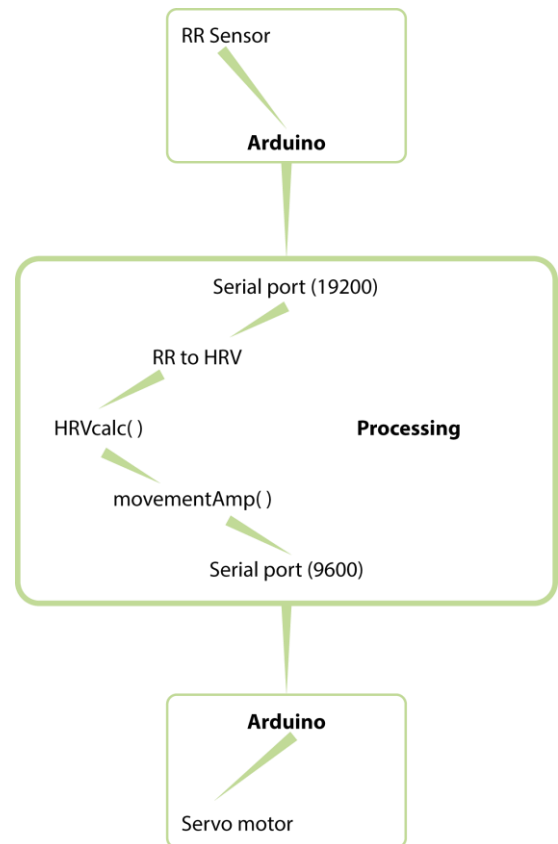 RR Sensor
Arduino
Serial port (19200)
RR to HRV
HRVcalc( )
Processing
movementAmp( )
Serial port (9600)
Arduino
Servo motor